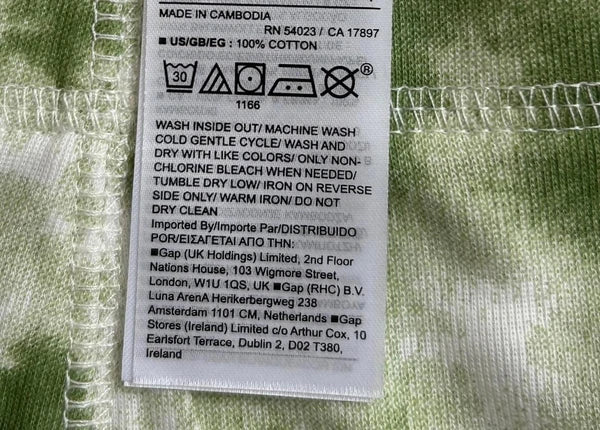 MADE IN CAMBODIA
RN 54023 / CA 17897
■ US/GB/EG : 100% COTTON
30 ®
1166
WASH INSIDE OUT/ MACHINE WASH
COLD GENTLE CYCLE/ WASH AND
DRY WITH LIKE COLORS/ ONLY NON-
CHLORINE BLEACH WHEN NEEDED/
TUMBLE DRY LOW/ IRON ON REVERSE
SIDE ONLY/ WARM IRON/ DO NOT
DRY CLEAN
Imported By/Importe Par/DISTRIBUIDO
POR/ΕΙΣΑΓΕΤΑΙ ΑΠΟ ΤΗΝ:
■Gap (UK Holdings) Limited, 2nd Floor
Nations House, 103 Wigmore Street,
London, W1U 1QS, UK ■Gap (RHC) B.V.
Luna ArenA Herikerbergweg 238
Amsterdam 1101 CM, Netherlands ■Gap
Stores (Ireland) Limited c/o Arthur Cox, 10
Earlsfort Terrace, Dublin 2, D02 T380,
Ireland